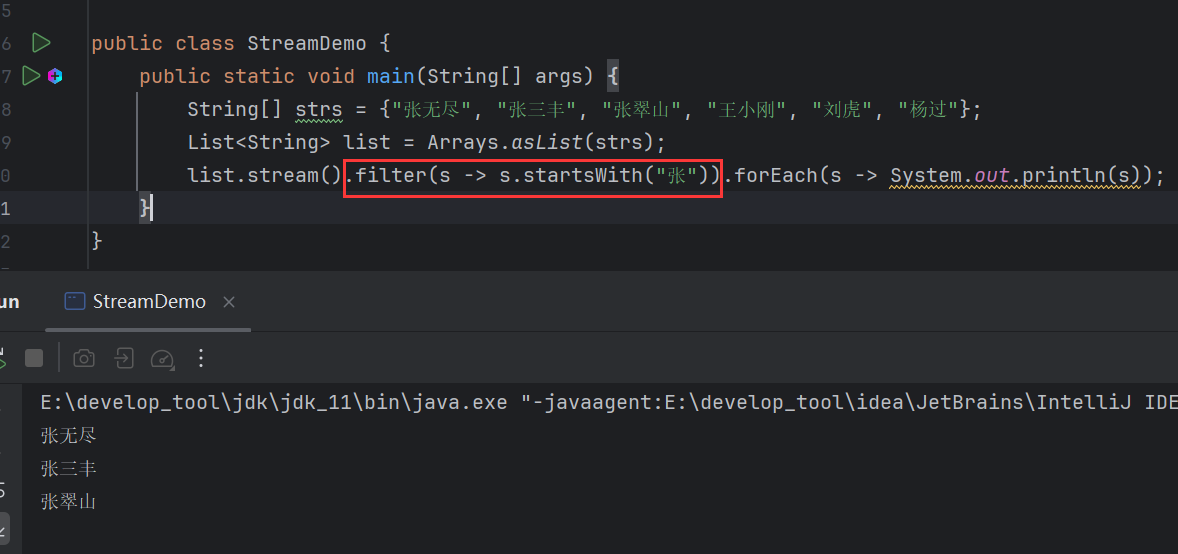 5
6 public class StreamDemo {
7 public static void main(String[] args) {
8 String[] strs = {"张无尽", "张三丰", "张翠山", "王小刚", "刘虎", "杨过"};
9 List<String> list = Arrays.asList(strs);
0 list.stream().filter(s -> s.startsWith("张")).forEach(s -> System.out.println(s));
1 }
2 }
un StreamDemo
E:\develop_tool\jdk\jdk_11\bin\java.exe "-javaagent:E:\develop_tool\idea\JetBrains\IntelliJ IDE
张无尽
张三丰
张翠山